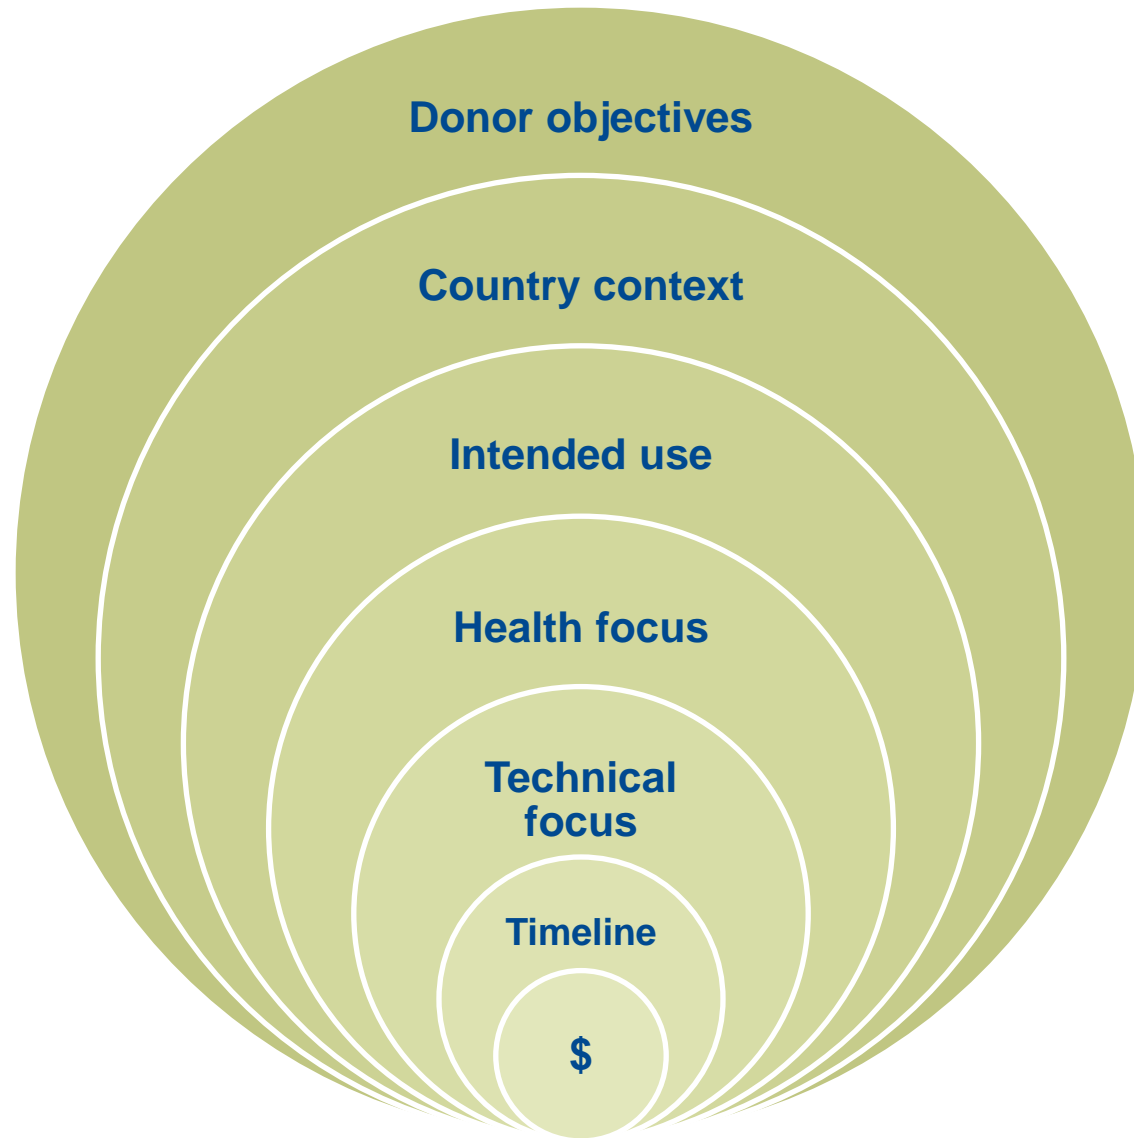 Donor objectives
Country context
Intended use
Health focus
Technical
focus
Timeline
$